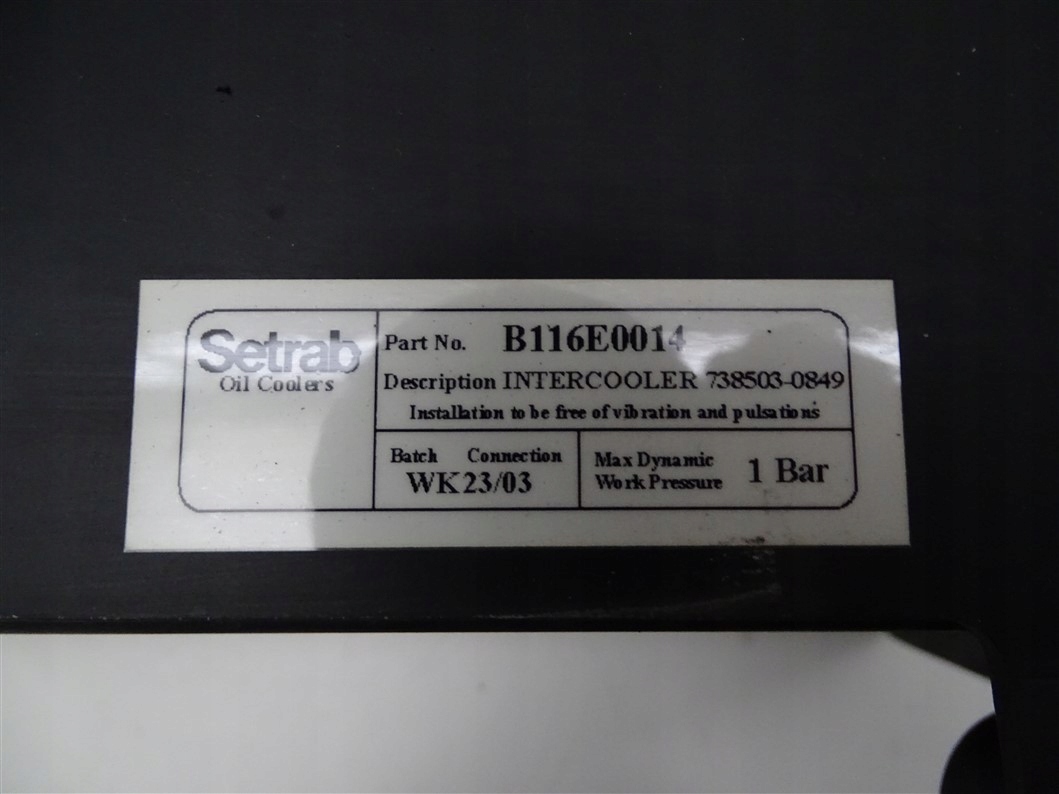 Setrab
Oil Coolers
Part No. B116E0014
Description INTERCOOLER 738503-0849
Installation to be free of vibration and pulsations
Batch Connection
WK23/03
Max Dynamic
Work Pressure 1 Bar